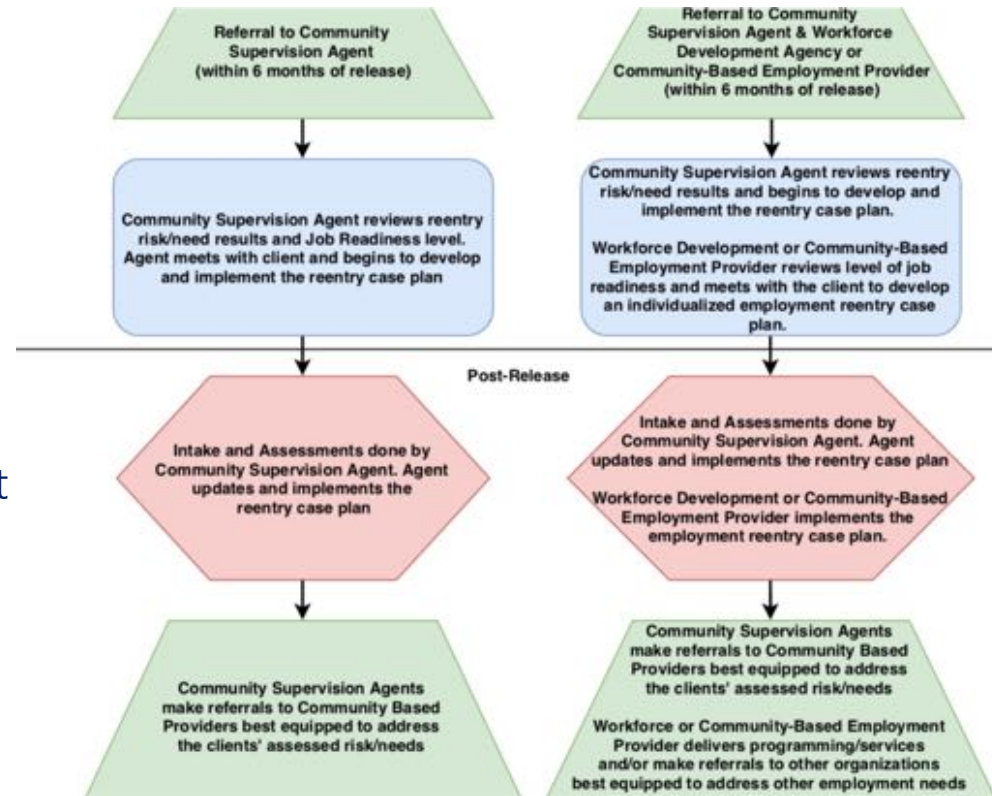 Referral to Community
Supervision Agent
(within 6 months of release)
Referral to Community
Supervision Agent & Workforce
Development Agency or
Community-Based Employment Provider
(within 6 months of release)
Community Supervision Agent reviews reentry
risk/need results and Job Readiness level.
Agent meets with client and begins to develop
and implement the reentry case plan
Community Supervision Agent reviews reentry
risk/need results and begins to develop and
implement the reentry case plan.
Workforce Development or Community-Based
Employment Provider reviews level of job
readiness and meets with the client to develop
an individualized employment reentry case
plan.
Post-Release
Intake and Assessments done by
Community Supervision Agent. Agent
updates and implements the
reentry case plan
Intake and Assessments done by
Community Supervision Agent. Agent
updates and implements the reentry case plan
Workforce Development or Community-Based
Employment Provider implements the
employment reentry case plan.
Community Supervision Agents
make referrals to Community Based
Providers best equipped to address
the clients' assessed risk/needs
Community Supervision Agents
make referrals to Community Based
Providers best equipped to address
the clients' assessed risk/needs
Workforce or Community-Based Employment
Provider delivers programming/services
and/or make referrals to other organizations
best equipped to address other employment needs